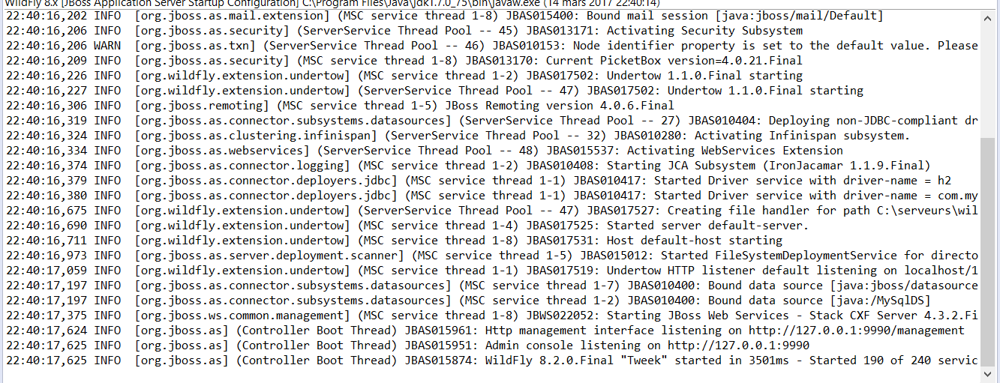 WildFly 8.x [JBoss Application Server Startup Configuration] C:\Program Files\Java\jdk1.7.0_75\bin\javaw.exe (14 mars 2017 22:40:14)
22:40:16,202 INFO  [org.jboss.as.mail.extension] (MSC service thread 1-8) JBAS015400: Bound mail session [java:jboss/mail/Default]
22:40:16,206 INFO  [org.jboss.as.security] (ServerService Thread Pool -- 45) JBAS013171: Activating Security Subsystem
22:40:16,206 WARN  [org.jboss.as.txn] (ServerService Thread Pool -- 46) JBAS010153: Node identifier property is set to the default value. Please
22:40:16,209 INFO  [org.jboss.as.security] (MSC service thread 1-8) JBAS013170: Current PicketBox version=4.0.21.Final
22:40:16,226 INFO  [org.wildfly.extension.undertow] (MSC service thread 1-2) JBAS017502: Undertow 1.1.0.Final starting
22:40:16,227 INFO  [org.wildfly.extension.undertow] (ServerService Thread Pool -- 47) JBAS017502: Undertow 1.1.0.Final starting
22:40:16,306 INFO  [org.jboss.remoting] (MSC service thread 1-5) JBoss Remoting version 4.0.6.Final
22:40:16,319 INFO  [org.jboss.as.connector.subsystems.datasources] (ServerService Thread Pool -- 27) JBAS010404: Deploying non-JDBC-compliant dr
22:40:16,324 INFO  [org.jboss.as.clustering.infinispan] (ServerService Thread Pool -- 32) JBAS010280: Activating Infinispan subsystem.
22:40:16,334 INFO  [org.jboss.as.webservices] (ServerService Thread Pool -- 48) JBAS015537: Activating WebServices Extension
22:40:16,374 INFO  [org.jboss.as.connector.logging] (MSC service thread 1-2) JBAS010408: Starting JCA Subsystem (IronJacamar 1.1.9.Final)
22:40:16,379 INFO  [org.jboss.as.connector.deployers.jdbc] (MSC service thread 1-1) JBAS010417: Started Driver service with driver-name = h2
22:40:16,380 INFO  [org.jboss.as.connector.deployers.jdbc] (MSC service thread 1-1) JBAS010417: Started Driver service with driver-name = com.my
22:40:16,675 INFO  [org.wildfly.extension.undertow] (ServerService Thread Pool -- 47) JBAS017527: Creating file handler for path C:\serveurs\wil
22:40:16,690 INFO  [org.wildfly.extension.undertow] (MSC service thread 1-4) JBAS017525: Started server default-server.
22:40:16,711 INFO  [org.wildfly.extension.undertow] (MSC service thread 1-8) JBAS017531: Host default-host starting
22:40:16,973 INFO  [org.jboss.as.server.deployment.scanner] (MSC service thread 1-5) JBAS015012: Started FileSystemDeploymentService for directo
22:40:17,059 INFO  [org.wildfly.extension.undertow] (MSC service thread 1-1) JBAS017519: Undertow HTTP listener default listening on localhost/1
22:40:17,197 INFO  [org.jboss.as.connector.subsystems.datasources] (MSC service thread 1-7) JBAS010400: Bound data source [java:jboss/datasource
22:40:17,197 INFO  [org.jboss.as.connector.subsystems.datasources] (MSC service thread 1-2) JBAS010400: Bound data source [java:/MySqlDS]
22:40:17,375 INFO  [org.jboss.ws.common.management] (MSC service thread 1-8) JBWS022052: Starting JBoss Web Services - Stack CXF Server 4.3.2.Fi
22:40:17,624 INFO  [org.jboss.as] (Controller Boot Thread) JBAS015961: Http management interface listening on http://127.0.0.1:9990/management
22:40:17,625 INFO  [org.jboss.as] (Controller Boot Thread) JBAS015951: Admin console listening on http://127.0.0.1:9990
22:40:17,625 INFO  [org.jboss.as] (Controller Boot Thread) JBAS015874: WildFly 8.2.0.Final "Tweek" started in 3501ms - Started 190 of 240 servic